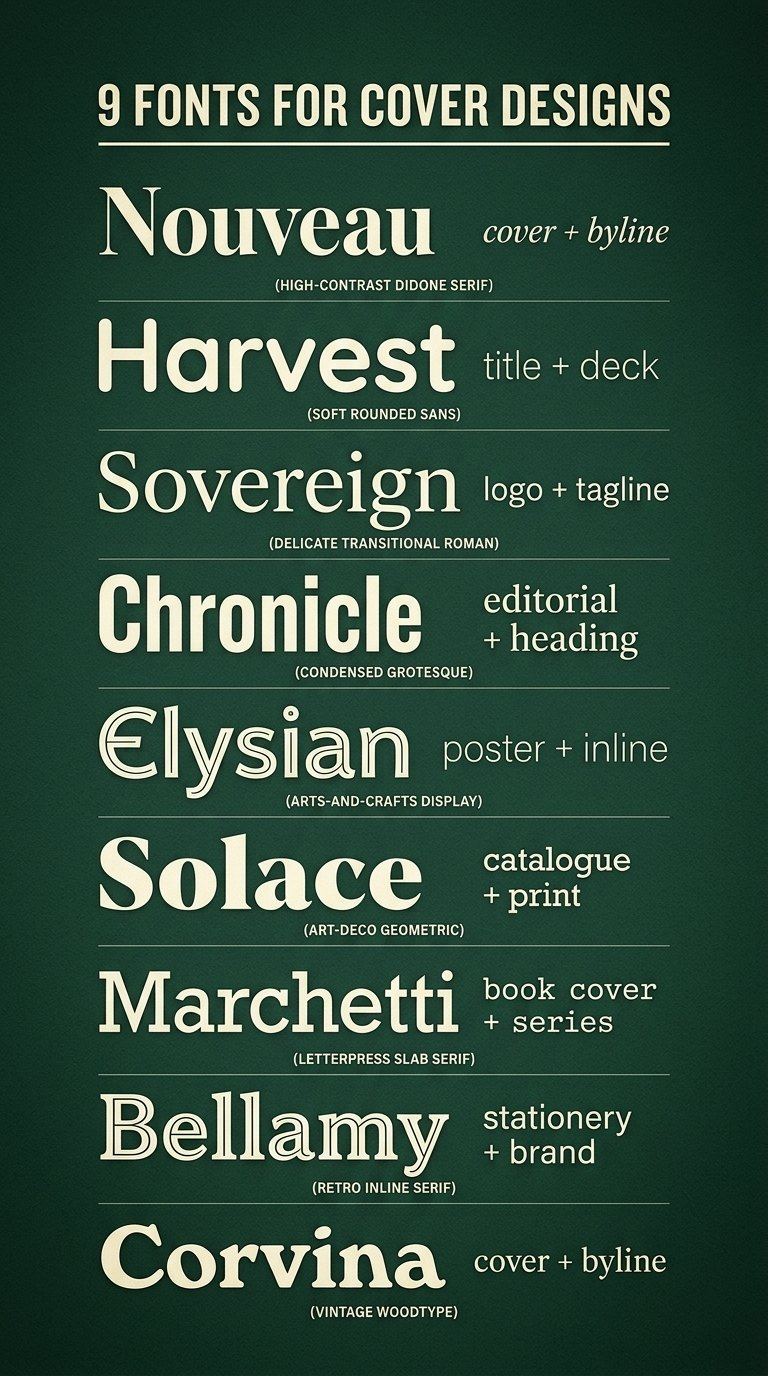 9 FONTS FOR COVER DESIGNS
Nouveau cover + byline
(HIGH-CONTRAST DIDONE SERIF)
Harvest title + deck
(SOFT ROUNDED SANS)
Sovereign logo + tagline
(DELICATE TRANSITIONAL ROMAN)
Chronicle editorial
+ heading
(CONDENSED GROTESQUE)
Elysian poster + inline
(ARTS-AND-CRAFTS DISPLAY)
Solace catalogue
+ print
(ART-DECO GEOMETRIC)
Marchetti book cover
+ series
(LETTERPRESS SLAB SERIF)
Bellamy stationery
+ brand
(RETRO INLINE SERIF)
Corvina cover + byline
(VINTAGE WOODTYPE)